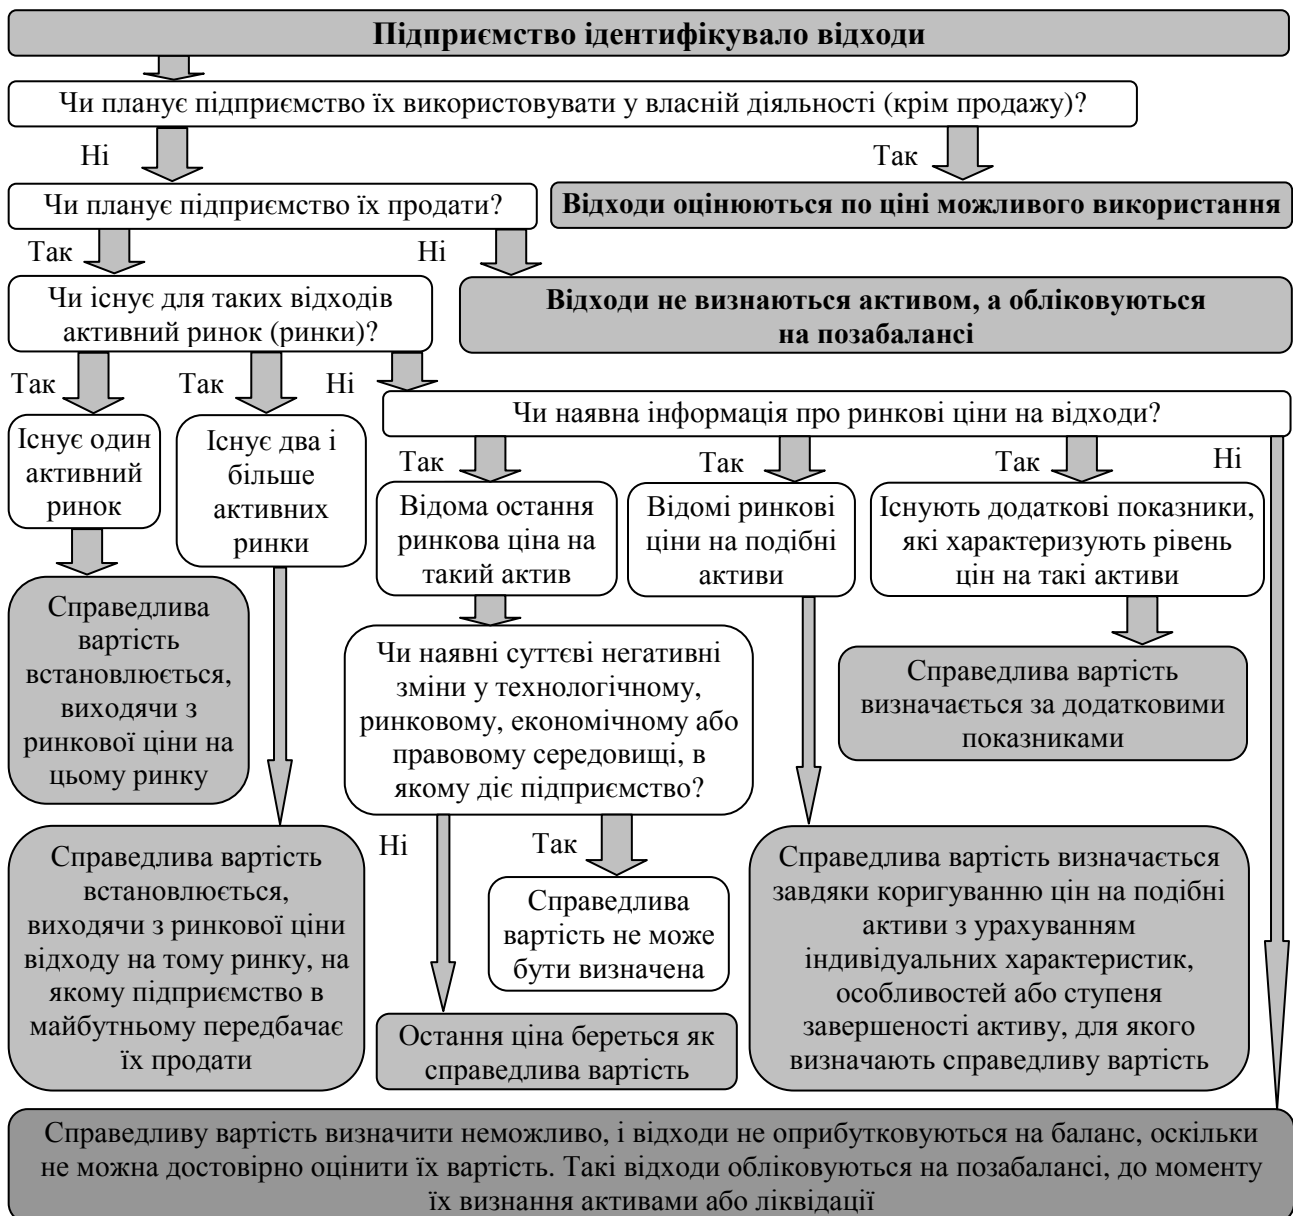 Підприємство ідентифікувало відходи
Чи планує підприємство їх використовувати у власній діяльності (крім продажу)?
Ні
Так
Чи планує підприємство їх продати?
Відходи оцінюються по ціні можливого використання
Так
Ні
Чи існує для таких відходів
активний ринок (ринки)?
Відходи не визнаються активом, а обліковуються
на позабалансі
Так
Так
Ні
Чи наявна інформація про ринкові ціни на відходи?
Існує один
активний
ринок
Існує два і
більше
активних
ринки
Так
Так
Так
Ні
Відома остання
ринкова ціна на
такий актив
Відомі ринкові
ціни на подібні
активи
Існують додаткові показники,
які характеризують рівень
цін на такі активи
Справедлива
вартість
встановлюється,
виходячи з
ринкової ціни на
цьому ринку
Чи наявні суттєві негативні
зміни у технологічному,
ринковому, економічному або
правовому середовищі, в
якому діє підприємство?
Справедлива вартість
визначається за додатковими
показниками
Ні
Так
Справедлива вартість
встановлюється,
виходячи з ринкової ціни
відходу на тому ринку, на
якому підприємство в
майбутньому передбачає
їх продати
Справедлива
вартість не може
бути визначена
Справедлива вартість визначається
завдяки коригуванню цін на подібні
активи з урахуванням
індивідуальних характеристик,
особливостей або ступеня
завершеності активу, для якого
визначають справедливу вартість
Остання ціна береться як
справедлива вартість
Справедливу вартість визначити неможливо, і відходи не оприбутковуються на баланс, оскільки
не можна достовірно оцінити їх вартість. Такі відходи обліковуються на позабалансі, до моменту
їх визнання активами або ліквідації